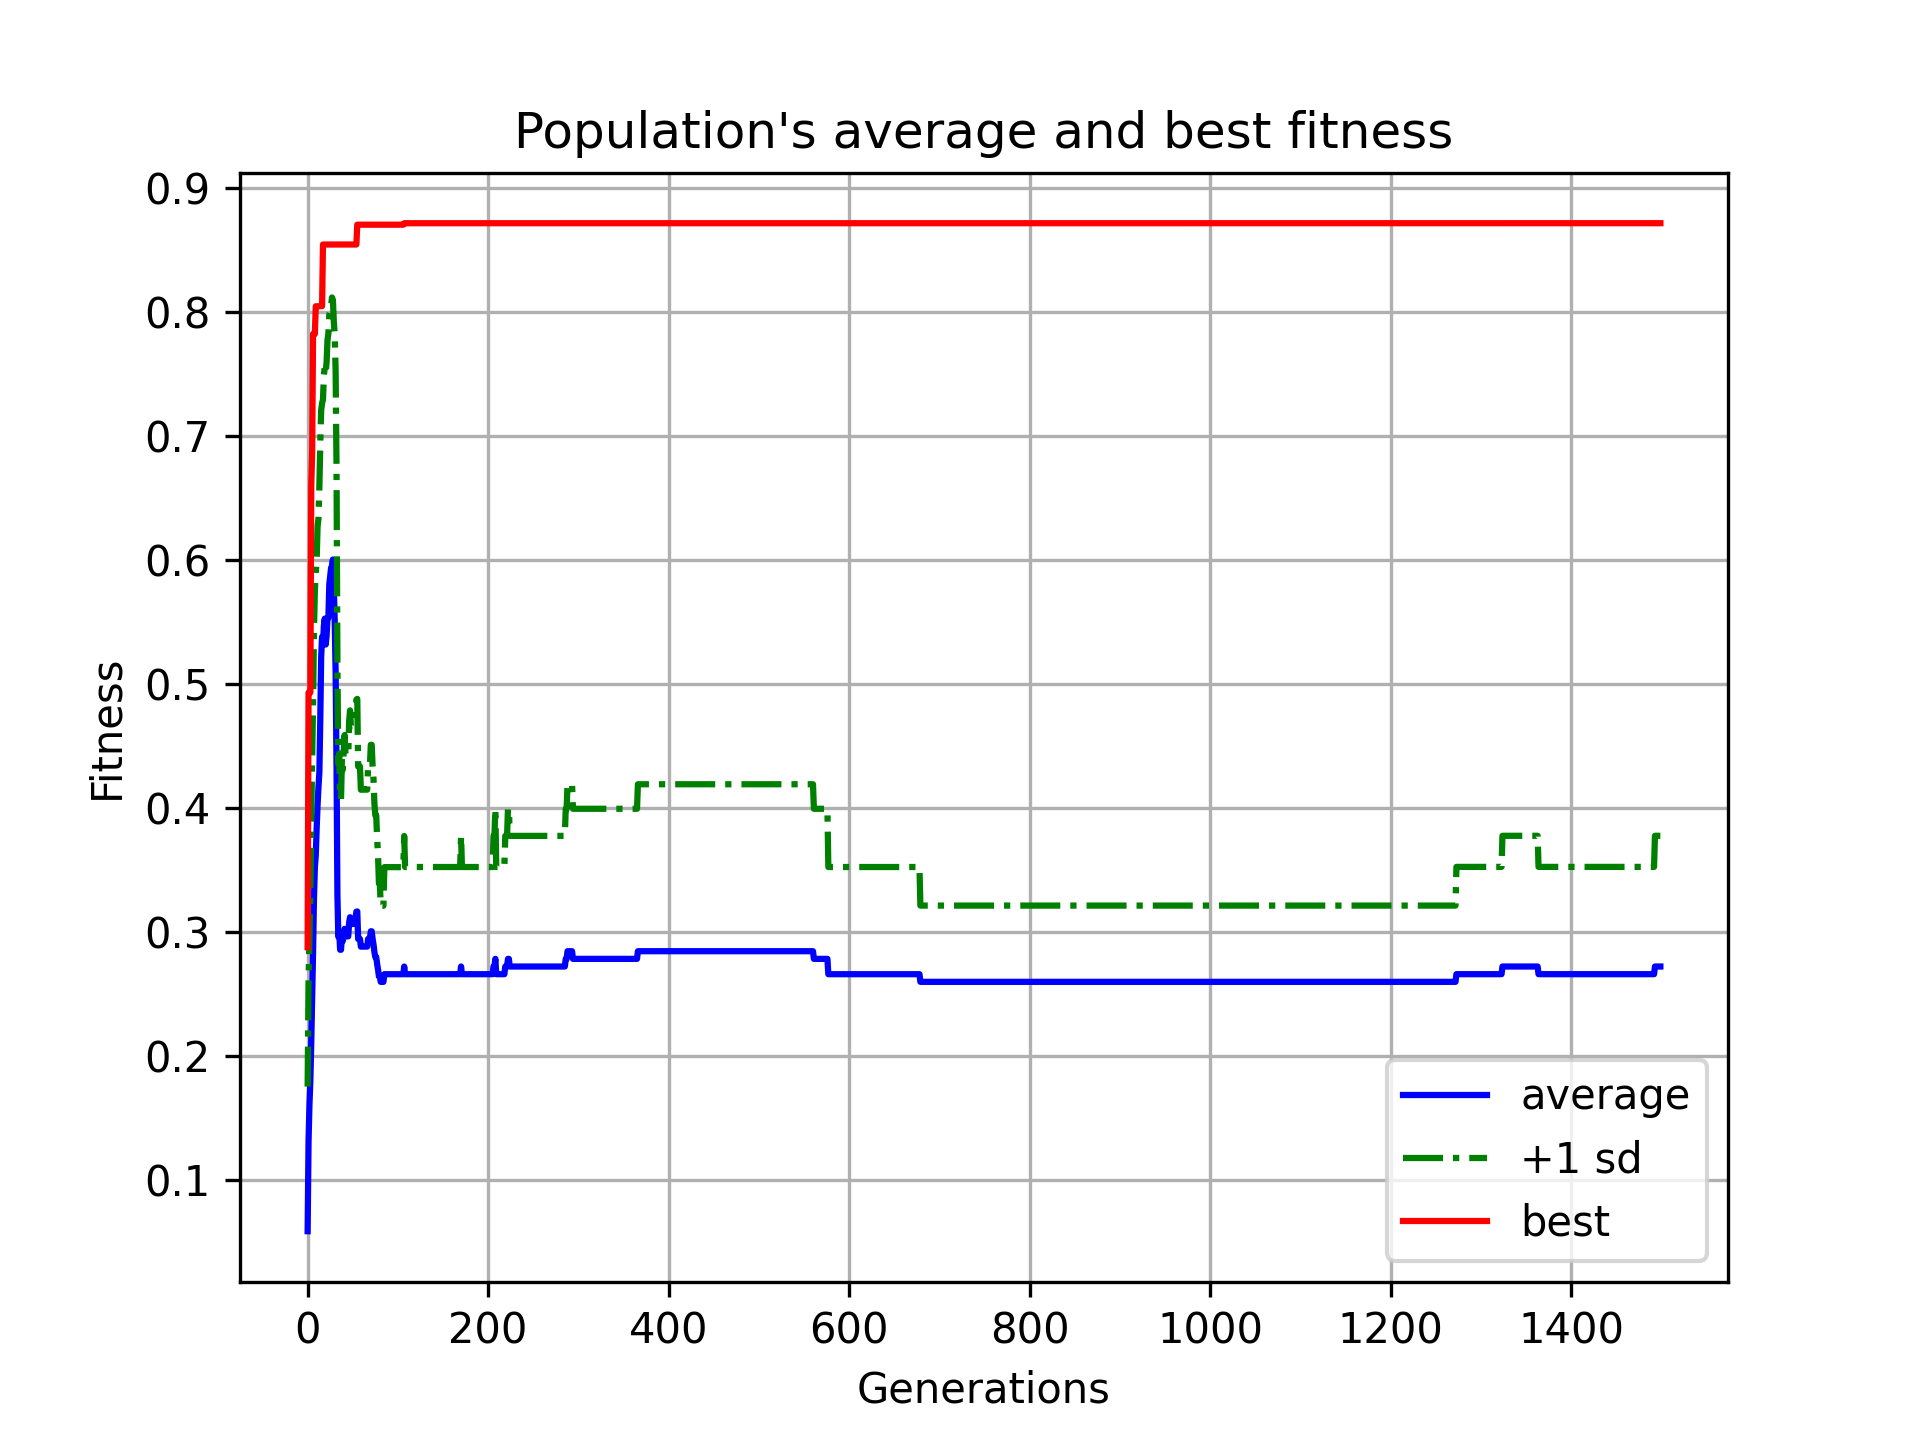 Population's average and best fitness
0.9
0.8
0.7
0.6
0.5
0.4
0.3
0.2
0.1
Fitness
average
+1 sd
best
0 200 400 600 800 1000 1200 1400
Generations